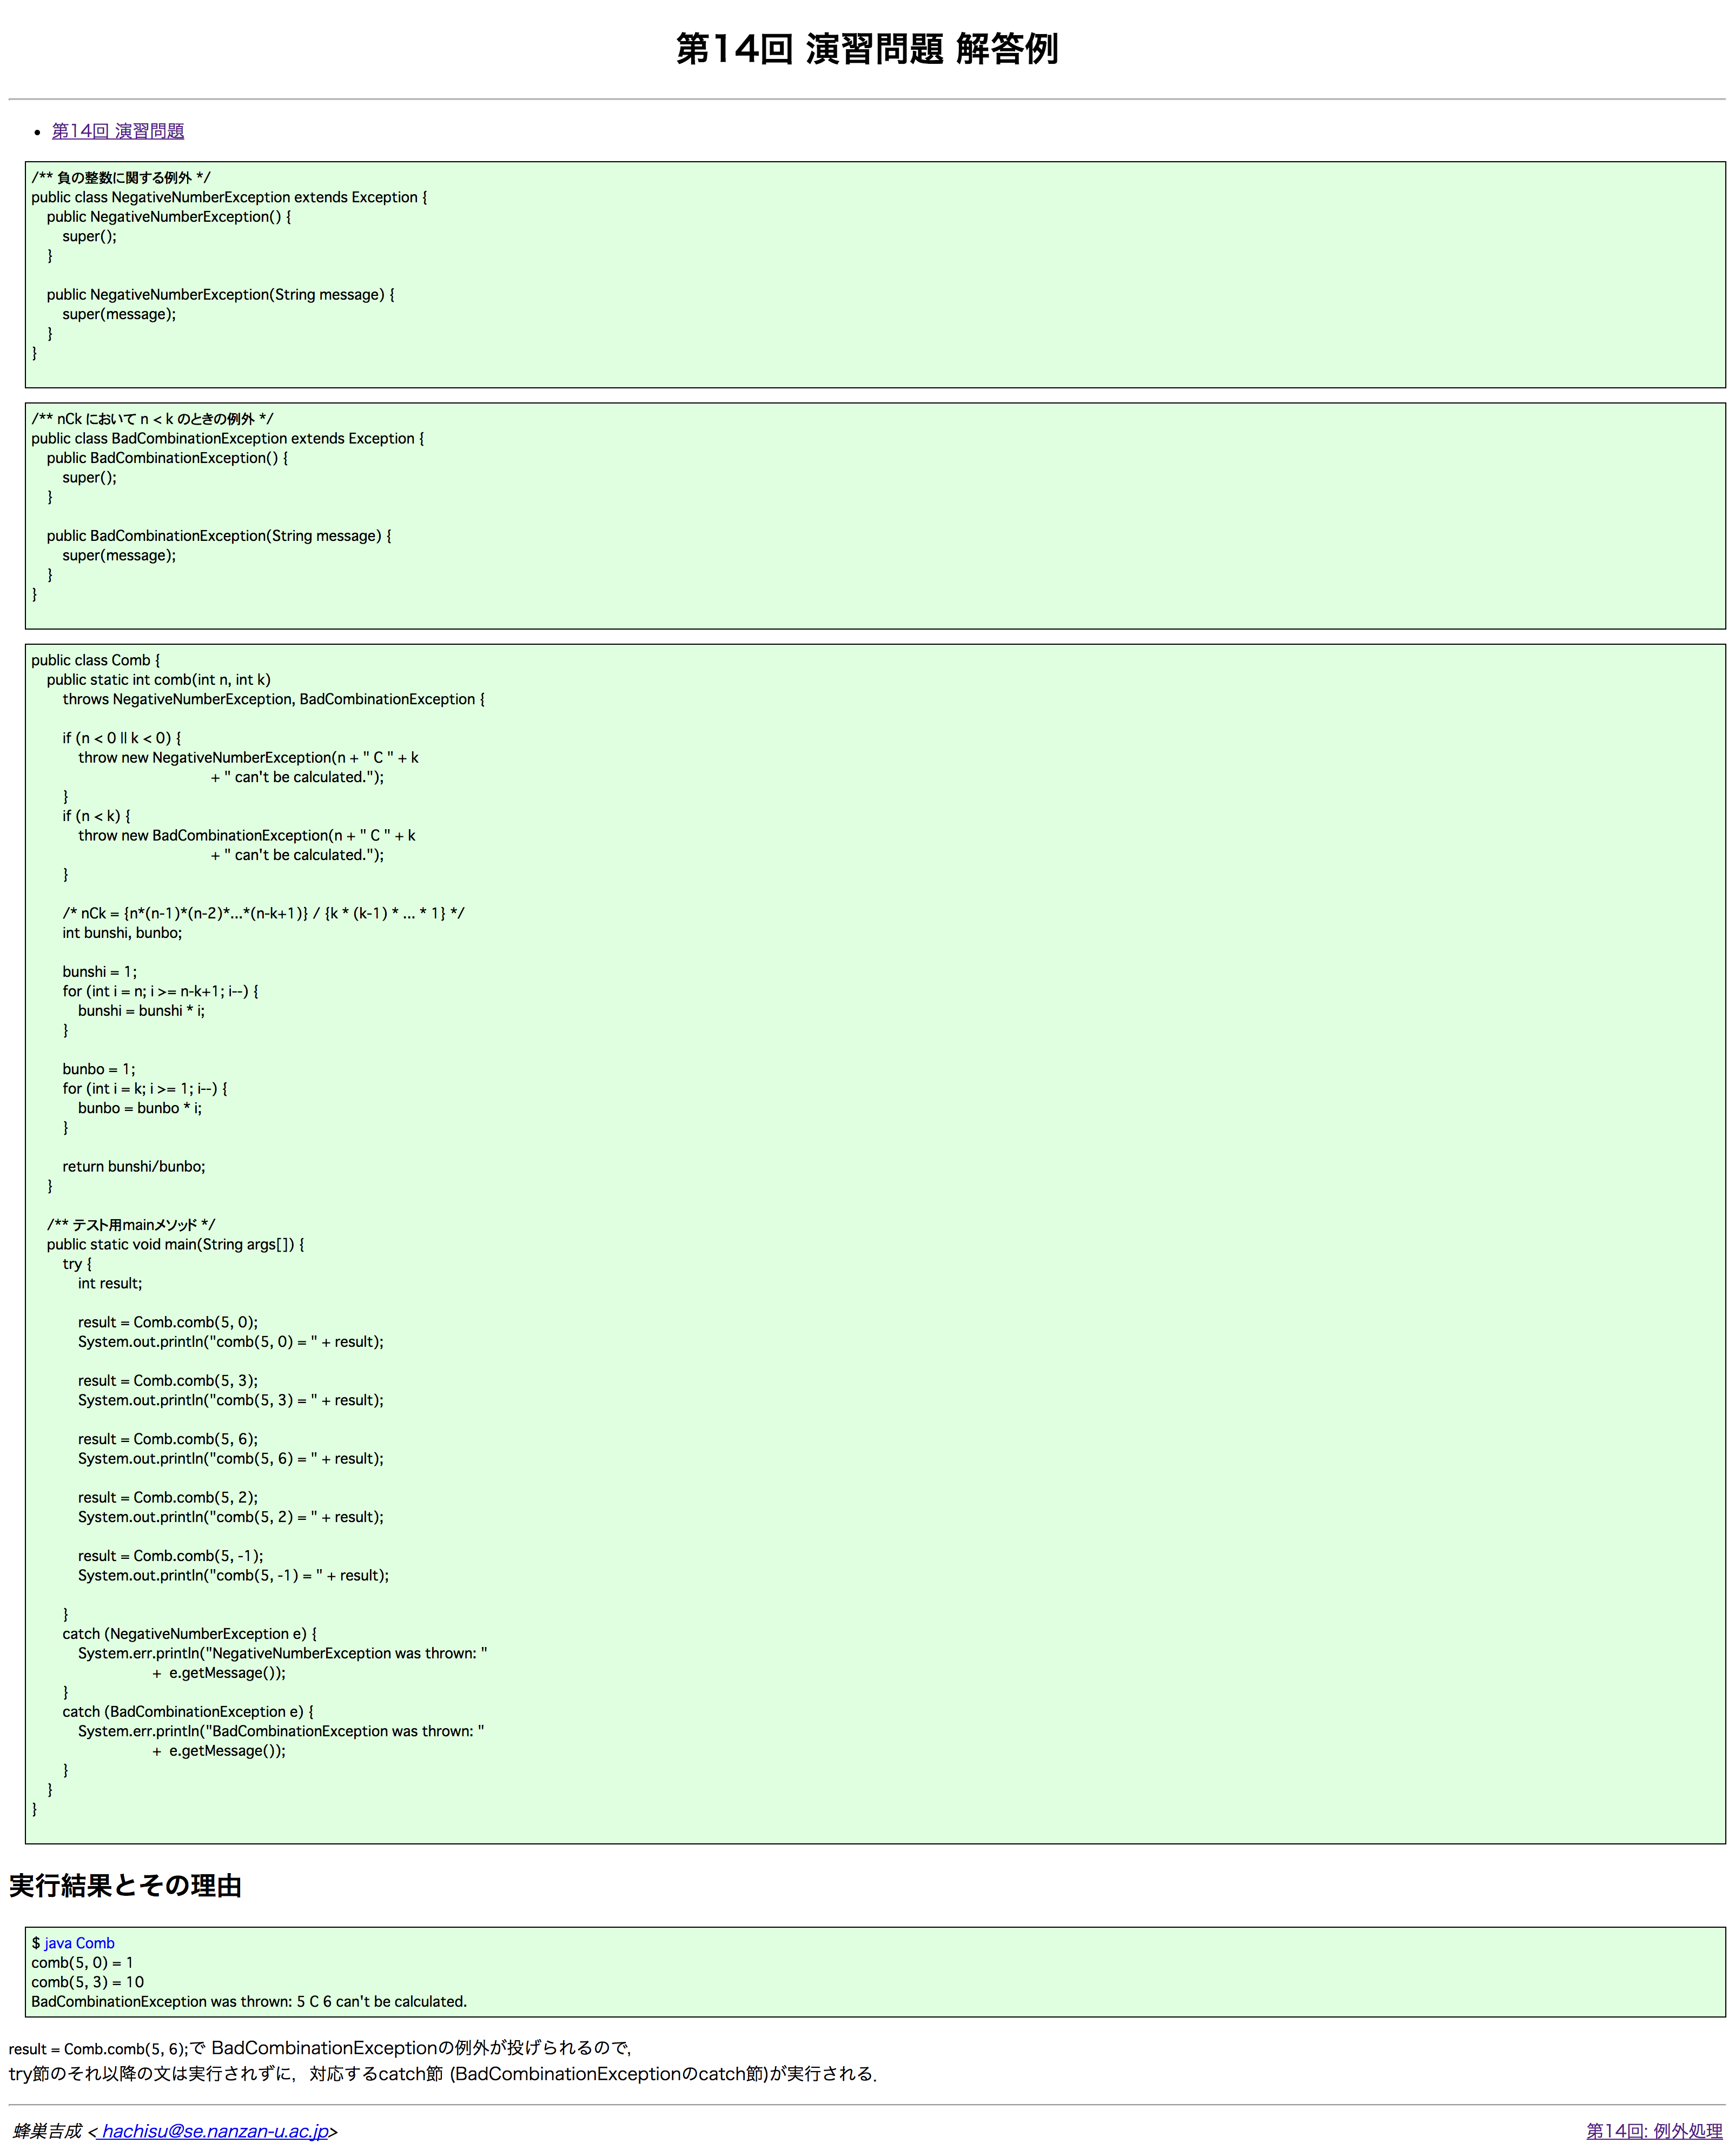 第14回 演習問題 解答例
• 第14回 演習問題
/** 負の整数に関する例外 */
public class NegativeNumberException extends Exception {
    public NegativeNumberException() {
        super();
    }

    public NegativeNumberException(String message) {
        super(message);
    }
}

/** nCk において n < k のときの例外 */
public class BadCombinationException extends Exception {
    public BadCombinationException() {
        super();
    }

    public BadCombinationException(String message) {
        super(message);
    }
}

public class Comb {
    public static int comb(int n, int k)
        throws NegativeNumberException, BadCombinationException {

        if (n < 0 || k < 0) {
            throw new NegativeNumberException(n + " C " + k
                                              + " can't be calculated.");
        }
        if (n < k) {
            throw new BadCombinationException(n + " C " + k
                                              + " can't be calculated.");
        }

        /* nCk = {n*(n-1)*(n-2)*...*(n-k+1)} / {k * (k-1) * ... * 1} */
        int bunshi, bunbo;

        bunshi = 1;
        for (int i = n; i >= n-k+1; i--) {
            bunshi = bunshi * i;
        }

        bunbo = 1;
        for (int i = k; i >= 1; i--) {
            bunbo = bunbo * i;
        }

        return bunshi/bunbo;
    }

    /** テスト用mainメソッド */
    public static void main(String args[]) {
        try {
            int result;

            result = Comb.comb(5, 0);
            System.out.println("comb(5, 0) = " + result);

            result = Comb.comb(5, 3);
            System.out.println("comb(5, 3) = " + result);

            result = Comb.comb(5, 6);
            System.out.println("comb(5, 6) = " + result);

            result = Comb.comb(5, 2);
            System.out.println("comb(5, 2) = " + result);

            result = Comb.comb(5, -1);
            System.out.println("comb(5, -1) = " + result);

        }
        catch (NegativeNumberException e) {
            System.err.println("NegativeNumberException was thrown: "
                               +  e.getMessage());
        }
        catch (BadCombinationException e) {
            System.err.println("BadCombinationException was thrown: "
                               +  e.getMessage());
        }
    }
}

実行結果とその理由
$ java Comb
comb(5, 0) = 1
comb(5, 3) = 10
BadCombinationException was thrown: 5 C 6 can't be calculated.
result = Comb.comb(5, 6);で BadCombinationExceptionの例外が投げられるので，
try節のそれ以降の文は実行されずに，対応するcatch節 (BadCombinationExceptionのcatch節)が実行される．
蜂巣吉成 < hachisu@se.nanzan-u.ac.jp>
第14回: 例外処理